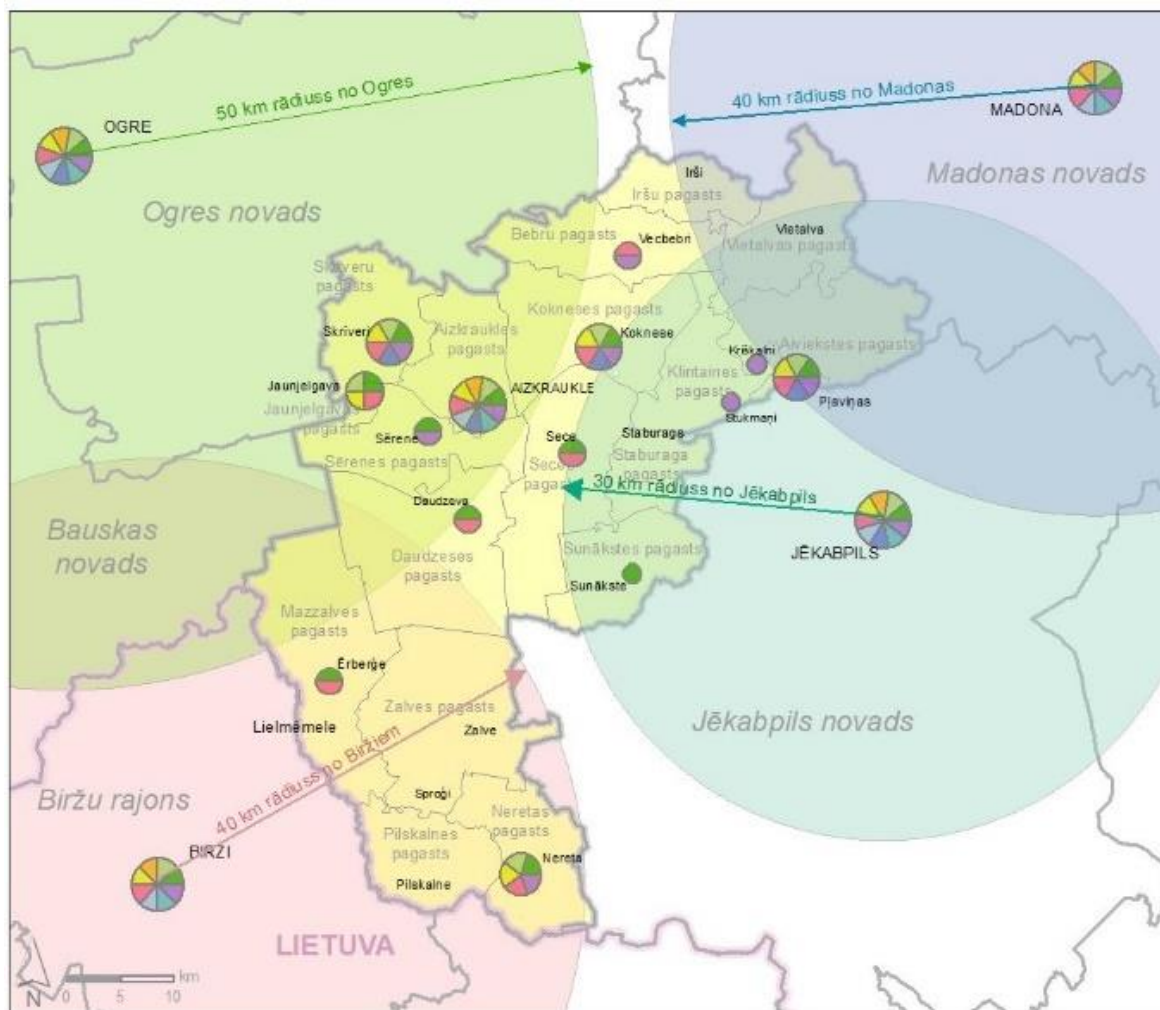 50 km rādiuss no Ogres
40 km rādiuss no Madonas
OGRE
MADONA
Madonas novads
Ogres novads
Irši
Iršu pagasts
Bebru pagasts
Vecbebri
Vietalva
Vietalvas pagasts
Skrīveru
pagasts
Kokneses pagasts
Skrīveri
Aizkraukles
pagasts
Koknese
Krēkalni
Aiviekstes pagasts
Klintaines
pagasts
Pļaviņas
Stukmaņi
Jaunjelgava
Jaunjelgavas
pagasts
AIZKRAUKLE
Sērene
Sērenes pagasts
Sece
Seces
pagasts
Staburags
Staburaga
pagasts
30 km rādiuss no Jēkabpils
JĒKABPILS
Daudzeva
Daudzeses
pagasts
Sunākstes pagasts
Sunākste
Bauskas
novads
Mazzalves
pagasts
Ērberģe
Lielmēmele
Zalves pagasts
Zalve
Jēkabpils novads
40 km rādiuss no Biržiem
Biržu rajons
Sproģi
Neretas
pagasts
Pilskalnes
pagasts
Pilskalne
Nereta
BIRŽI
LIETUVA
km
0 5 10
N